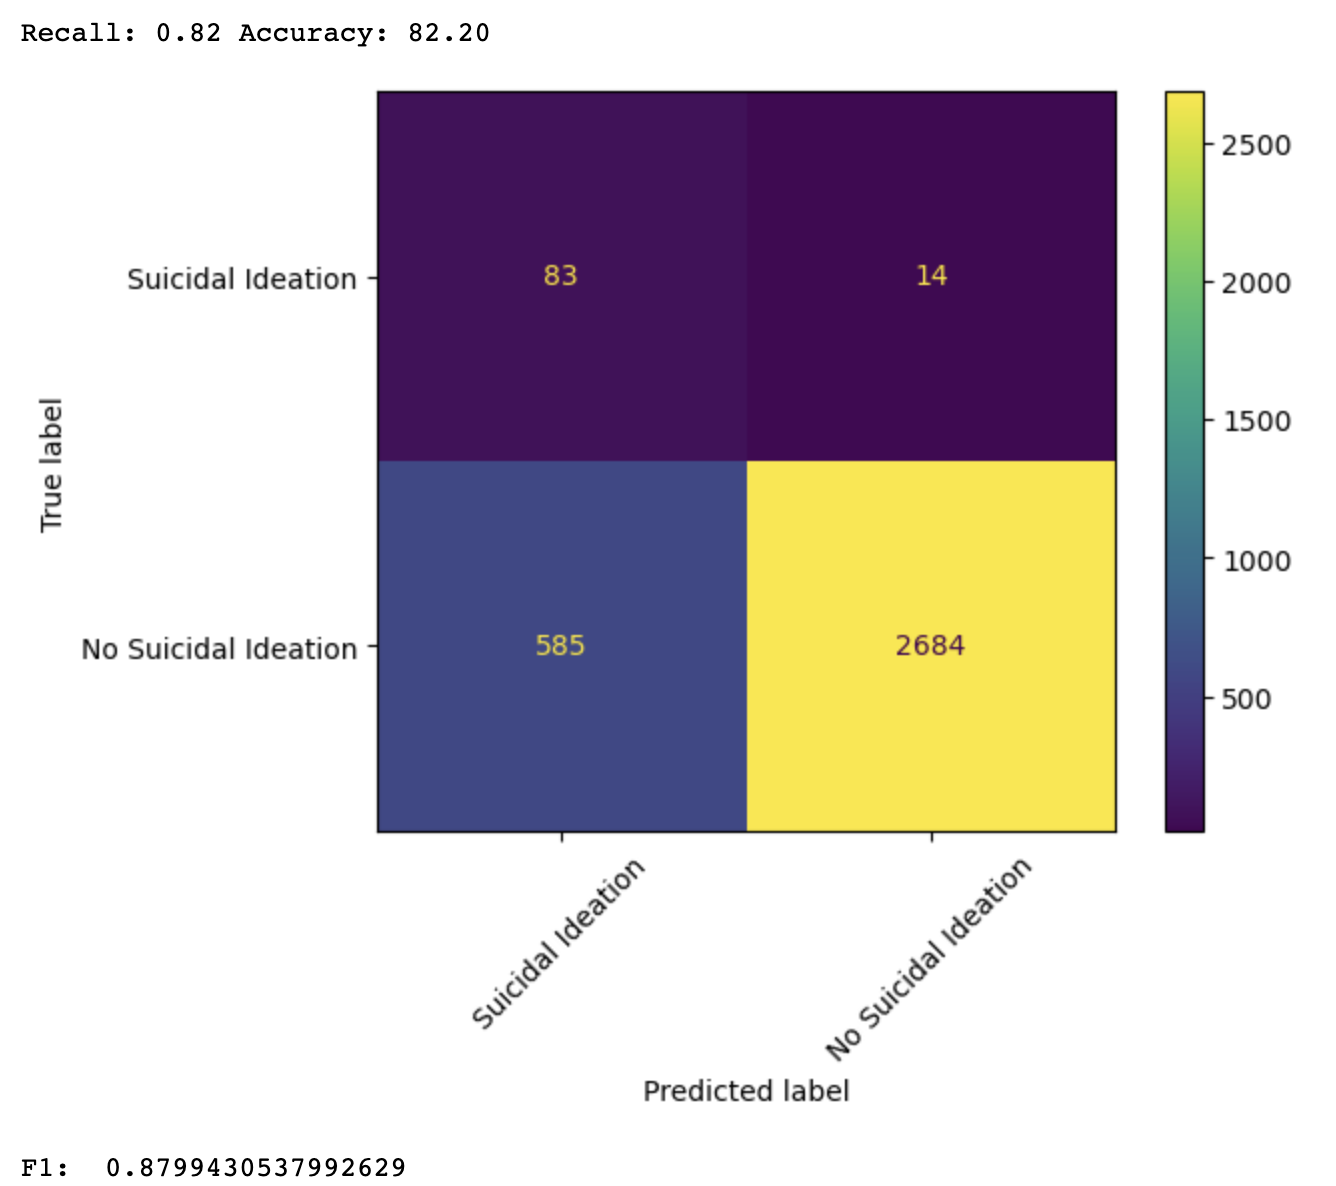 Recall: 0.82 Accuracy: 82.20
2500
Suicidal Ideation
83
14
2000
True label
1500
1000
No Suicidal Ideation
585
2684
500
Suicidal Ideation
No Suicidal Ideation
Predicted label
F1: 0.8799430537992629